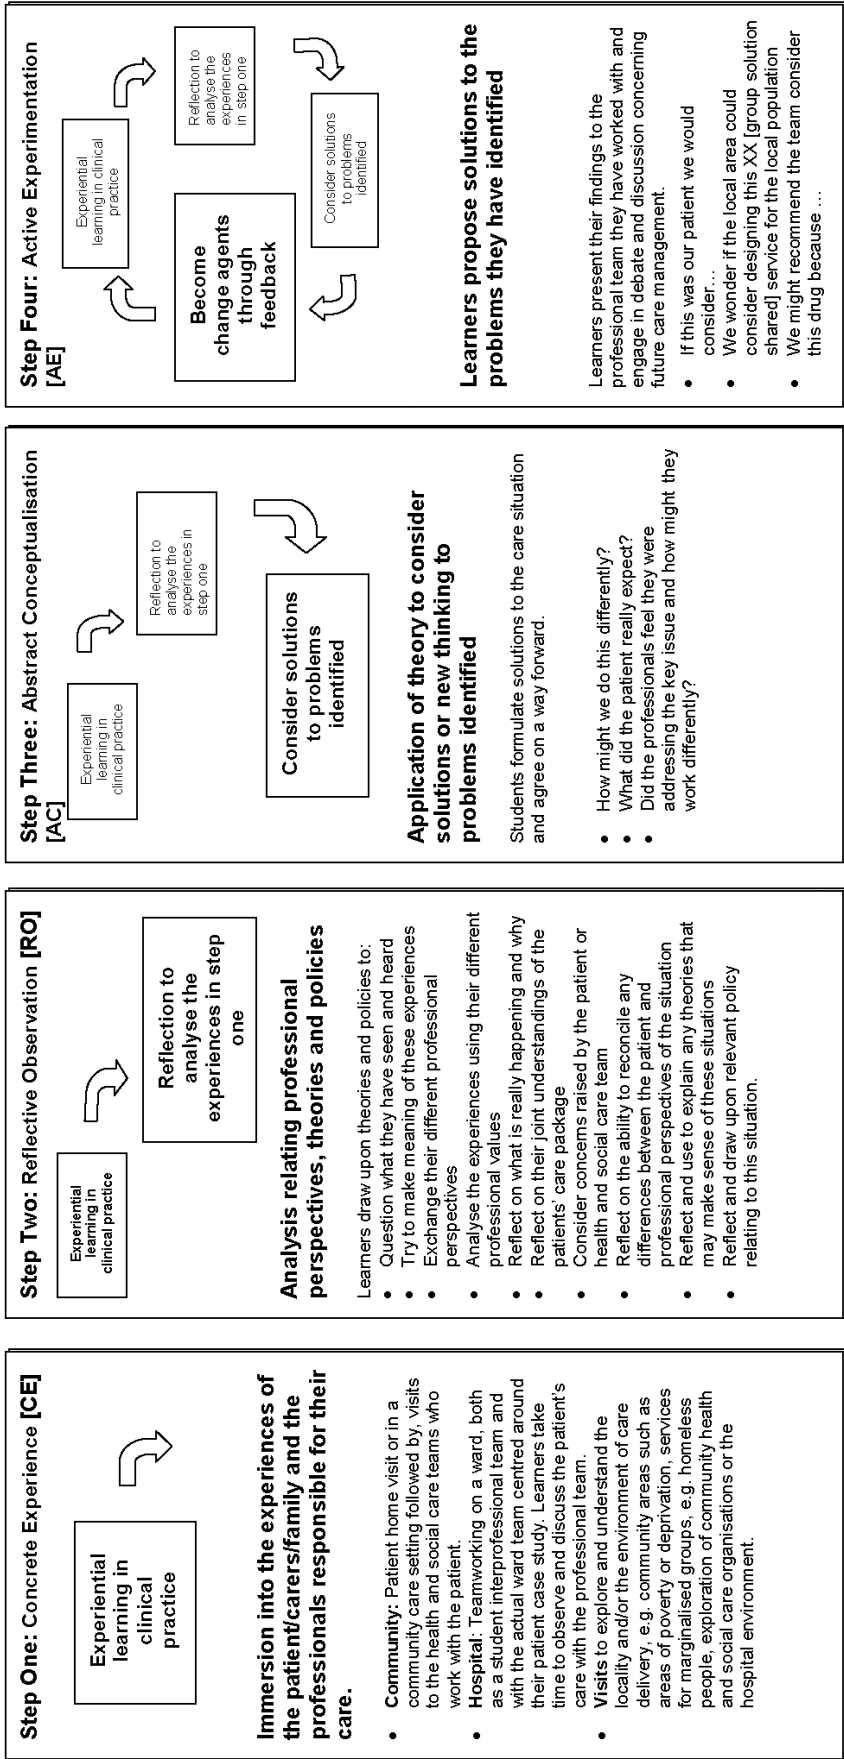 Step One: Concrete Experience [CE]
Experiential
learning in
clinical
practice
Immersion into the experiences of
the patient/carers/family and the
professionals responsible for their
care.
• Community: Patient home visit or in a
community care setting followed by, visits
to the health and social care teams who
work with the patient.
• Hospital: Teamworking on a ward, both
as a student interprofessional team and
with the actual ward team centred around
their patient case study. Learners take
time to observe and discuss the patient's
care with the professional team.
• Visits to explore and understand the
locality and/or the environment of care
delivery, e.g. community areas such as
areas of poverty or deprivation, services
for marginalised groups, e.g. homeless
people, exploration of community health
and social care organisations or the
hospital environment.
Step Two: Reflective Observation [RO]
Experiential
learning in
clinical practice
Reflection to
analyse the
experiences in step
one
Analysis relating professional
perspectives, theories and policies
Learners draw upon theories and policies to:
• Question what they have seen and heard
• Try to make meaning of these experiences
• Exchange their different professional
perspectives
• Analyse the experiences using their different
professional values
• Reflect on what is really happening and why
• Reflect on their joint understandings of the
patients' care package
• Consider concerns raised by the patient or
health and social care team
• Reflect on the ability to reconcile any
differences between the patient and
professional perspectives of the situation
• Reflect and use to explain any theories that
may make sense of these situations
• Reflect and draw upon relevant policy
relating to this situation.
Step Three: Abstract Conceptualisation
[AC]
Experiential
learning in
clinical practice
Reflection to
analyse the
experiences in
step one
Consider solutions
to problems
identified
Application of theory to consider
solutions or new thinking to
problems identified
Students formulate solutions to the care situation
and agree on a way forward.
• How might we do this differently?
• What did the patient really expect?
• Did the professionals feel they were
addressing the key issue and how might they
work differently?
Step Four: Active Experimentation
[AE]
Experiential
learning in clinical
practice
Reflection to
analyse the
experiences
in step one
Become
change agents
through
feedback
Consider solutions
to problems
identified
Learners propose solutions to the
problems they have identified
Learners present their findings to the
professional team they have worked with and
engage in debate and discussion concerning
future care management.
• If this was our patient we would
consider...
• We wonder if the local area could
consider designing this XX [group solution
shared] service for the local population
• We might recommend the team consider
this drug because ...